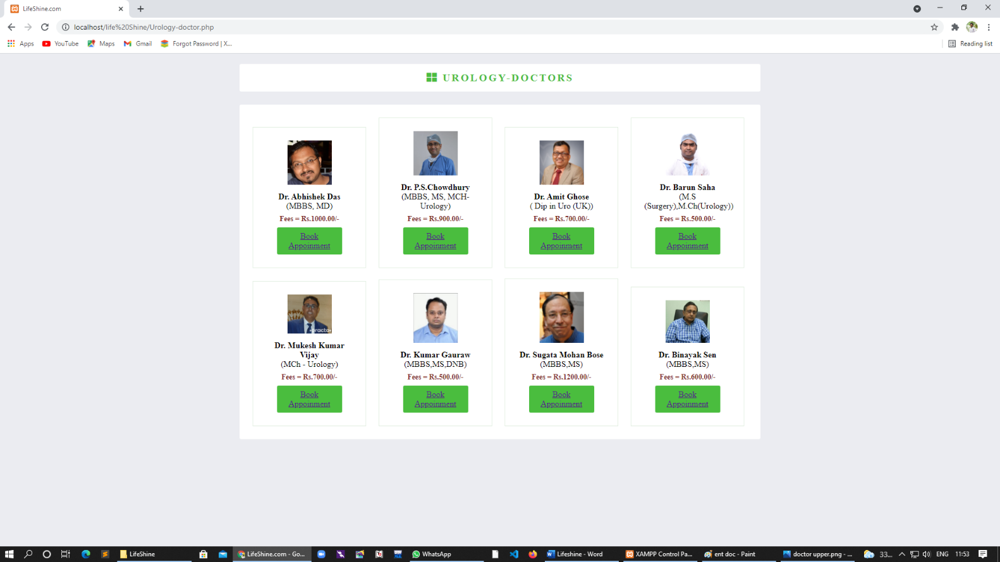 LifeShine.com
localhost/life%20Shine/Urology-doctor.php
Apps YouTube Maps Gmail Forgot Password | X...
Reading list
UROLOGY-DOCTORS
Dr. Abhishek Das
(MBBS, MD)
Fees = Rs.1000.00/-
Book
Appoinment
Dr. P.S.Chowdhury
(MBBS, MS, MCH-
Urology)
Fees = Rs.900.00/-
Book
Appoinment
Dr. Amit Ghose
( Dip in Uro (UK))
Fees = Rs.700.00/-
Book
Appoinment
Dr. Barun Saha
(M.S
(Surgery),M.Ch(Urology))
Fees = Rs.500.00/-
Book
Appoinment
practo
Dr. Mukesh Kumar
Vijay
(MCh - Urology)
Fees = Rs.700.00/-
Book
Appoinment
Dr. Kumar Gauraw
(MBBS,MS,DNB)
Fees = Rs.500.00/-
Book
Appoinment
Dr. Sugata Mohan Bose
(MBBS,MS)
Fees = Rs.1200.00/-
Book
Appoinment
Dr. Binayak Sen
(MBBS,MS)
Fees = Rs.600.00/-
Book
Appoinment
LifeShine LifeShine.com - Go... WhatsApp Lifeshine - Word XAMPP Control Pa... ent doc - Paint doctor upper.png - ... 33... ENG 11:53